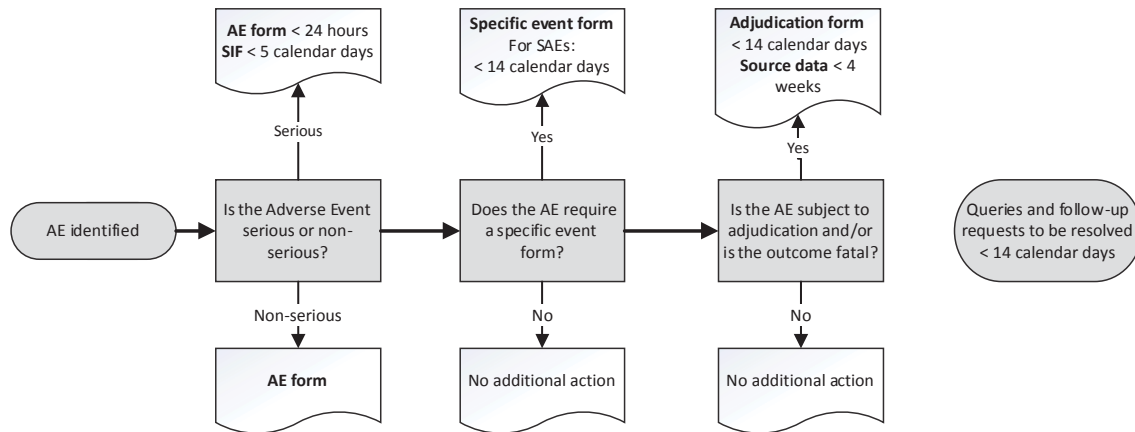 AE form < 24 hours
SIF < 5 calendar days
Specific event form
For SAEs:
< 14 calendar days
Adjudication form
< 14 calendar days
Source data < 4
weeks
Serious
Yes
Yes
AE identified
Is the Adverse Event
serious or non-
serious?
Does the AE require
a specific event
form?
Is the AE subject to
adjudication and/or
is the outcome fatal?
Queries and follow-up
requests to be resolved
< 14 calendar days
Non-serious
No
No
AE form
No additional action
No additional action